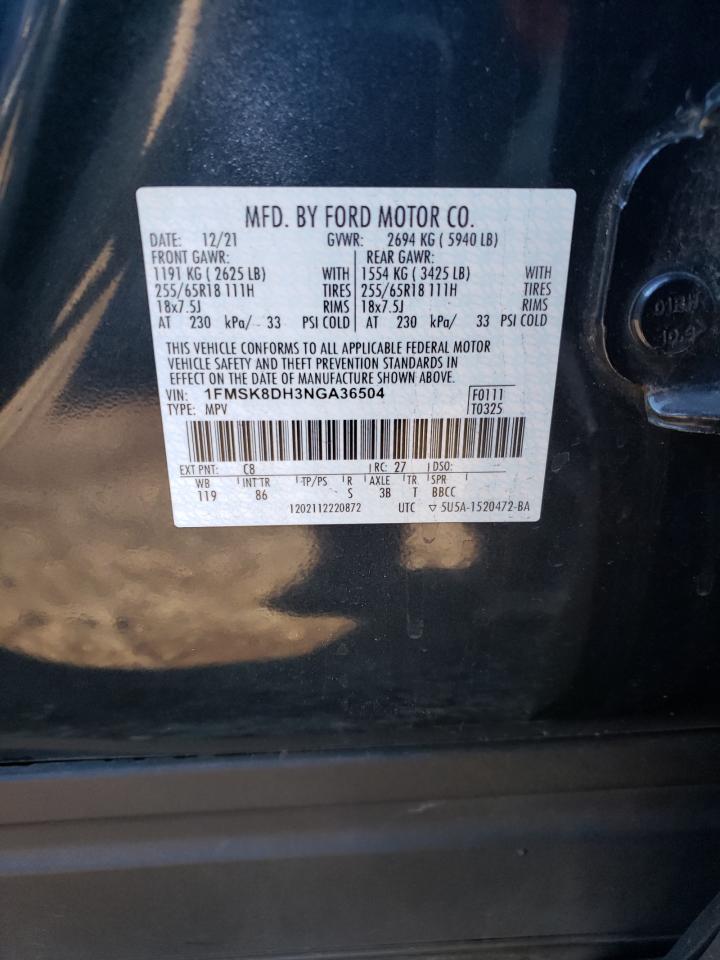 MFD. BY FORD MOTOR CO.
DATE: 12/21 GVWR: 2694 KG ( 5940 LB)
FRONT GAWR: REAR GAWR:
1191 KG ( 2625 LB) WITH 1554 KG ( 3425 LB) WITH
255/65R18 111H TIRES 255/65R18 111H TIRES
18x7.5J RIMS 18x7.5J RIMS
AT 230 kPa/ 33 PSI COLD AT 230 kPa/ 33 PSI COLD
THIS VEHICLE CONFORMS TO ALL APPLICABLE FEDERAL MOTOR
VEHICLE SAFETY AND THEFT PREVENTION STANDARDS IN
EFFECT ON THE DATE OF MANUFACTURE SHOWN ABOVE.
VIN: 1FMSK8DH3NGA36504 F0111
TYPE: MPV T0325
EXT PNT: C8 RC: 27 DSO:
WB INT TR TP/PS R AXLE TR SPR
119 86 S 3B T BBCC
1202112220872 UTC ▽ 5U5A-1520472-BA